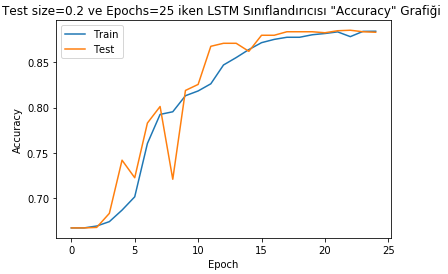 Test size=0.2 ve Epochs=25 iken LSTM Sınıflandırıcısı "Accuracy" Grafiği
Train
Test
0.85
0.80
0.75
0.70
Accuracy
0 5 10 15 20 25
Epoch